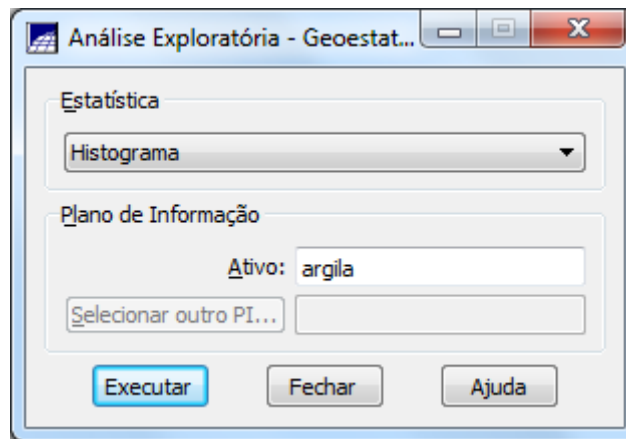 Análise Exploratória - Geoestat...
Estatística
Histograma
Plano de Informação
Ativo: argila
Selecionar outro PI...
Executar Fechar Ajuda